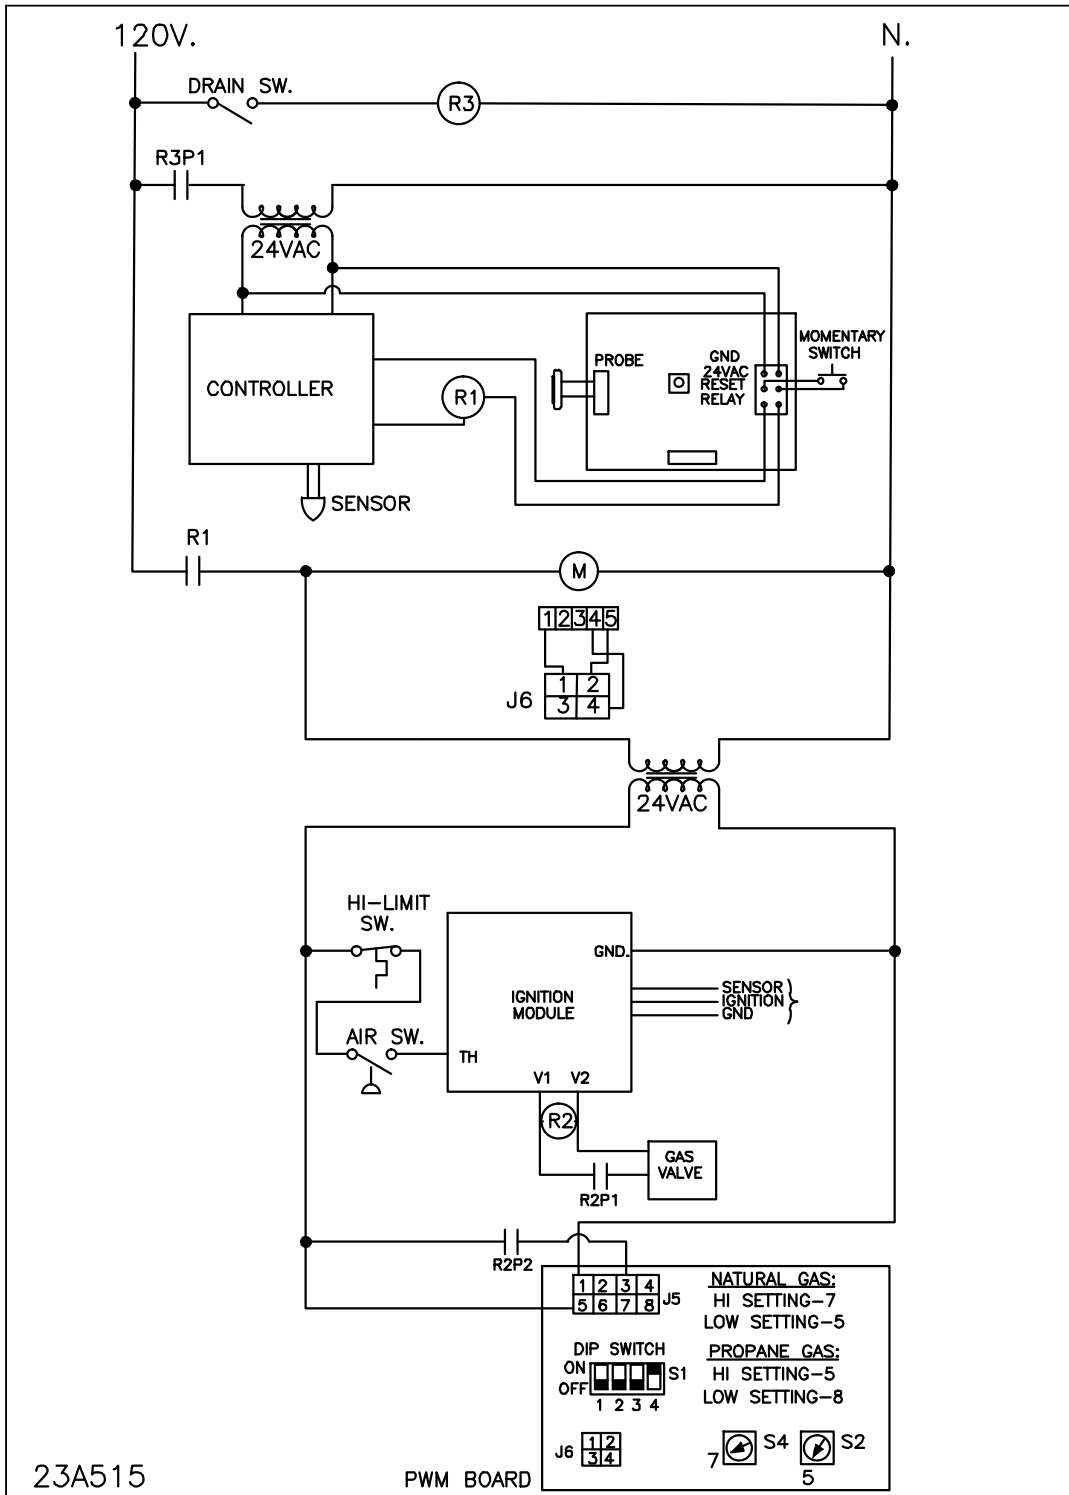 120V.
N.
DRAIN SW.
R3
R3P1
24VAC
CONTROLLER
R1
SENSOR
PROBE
GND
24VAC
RESET
RELAY
MOMENTARY
SWITCH
R1
M
1 2 3 4 5
J6
1 2
3 4
24VAC
HI-LIMIT
SW.
AIR SW.
GND.
IGNITION
MODULE
TH
V1 V2
SENSOR
IGNITION
GND
R2
GAS
VALVE
R2P1
R2P2
1 2 3 4
5 6 7 8
J5
NATURAL GAS:
HI SETTING-7
LOW SETTING-5
DIP SWITCH
ON
OFF
S1
1 2 3 4
PROPANE GAS:
HI SETTING-5
LOW SETTING-8
J6
1 2
3 4
7
S4
S2
5
23A515
PWM BOARD